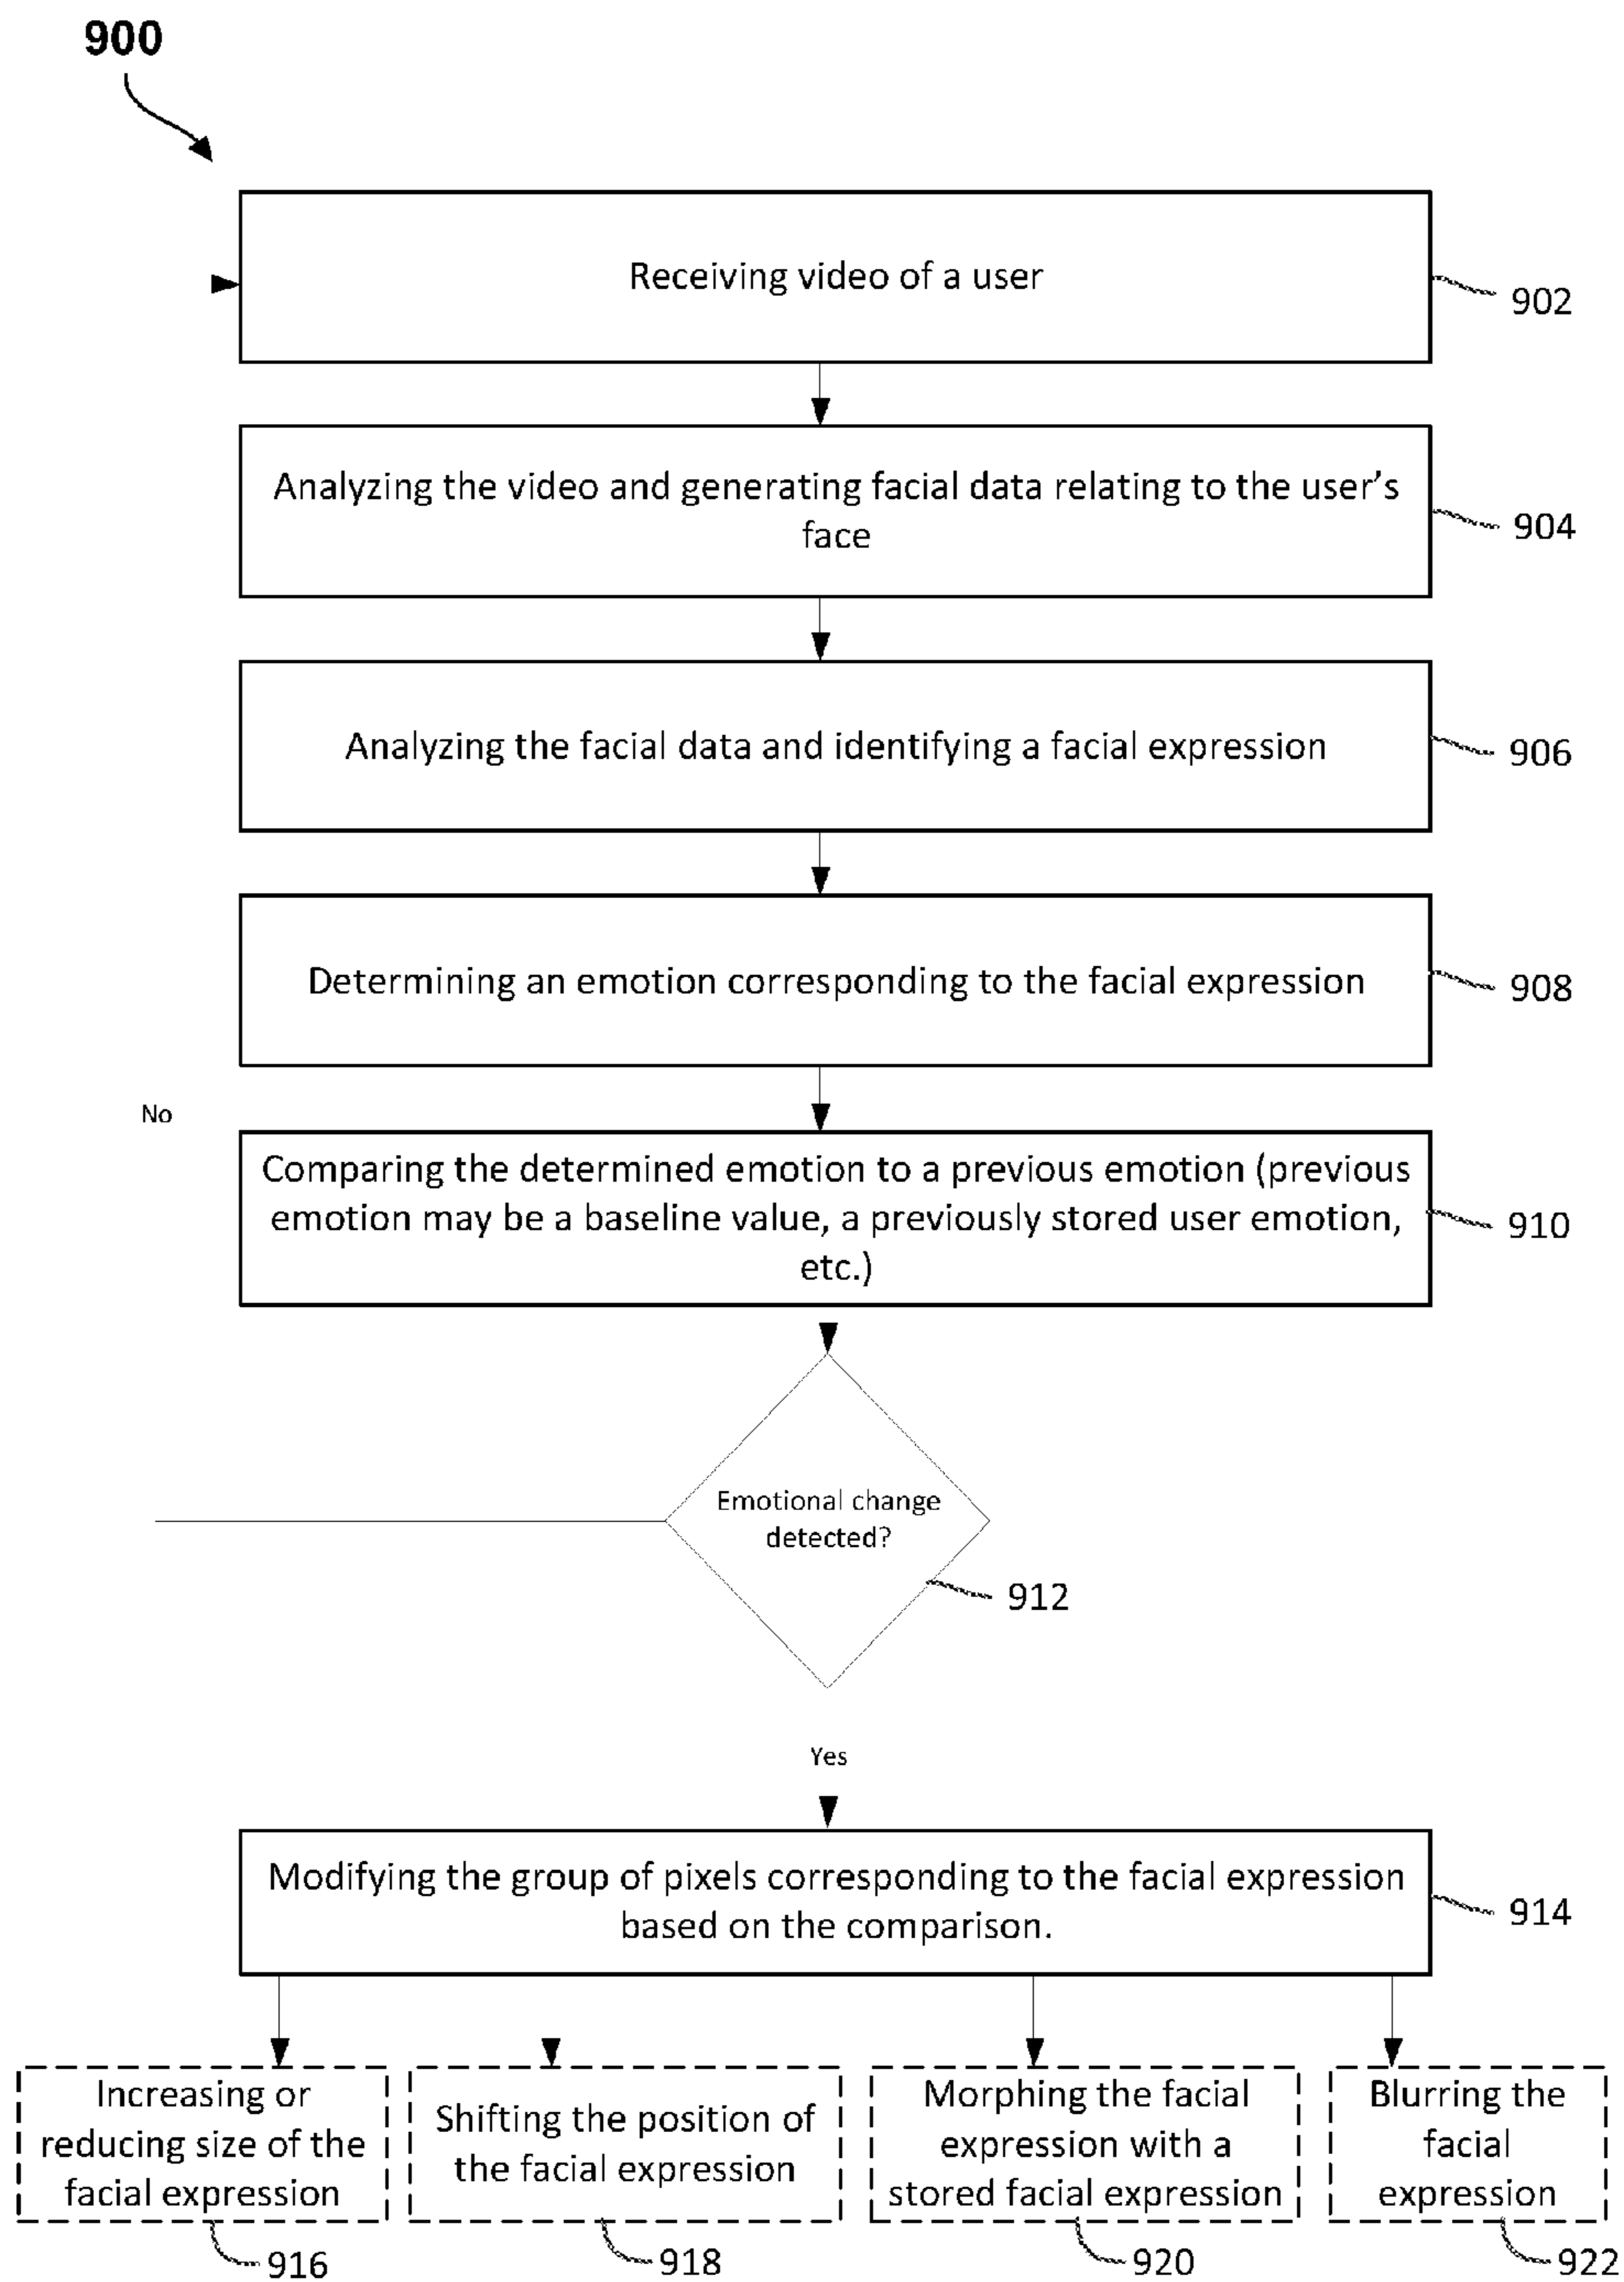 900
Receiving video of a user
902
Analyzing the video and generating facial data relating to the user's
face
904
Analyzing the facial data and identifying a facial expression
906
Determining an emotion corresponding to the facial expression
908
No
Comparing the determined emotion to a previous emotion (previous
emotion may be a baseline value, a previously stored user emotion,
etc.)
910
Emotional change
detected?
912
Yes
Modifying the group of pixels corresponding to the facial expression
based on the comparison.
914
Increasing or
reducing size of the
facial expression
916
Shifting the position of
the facial expression
918
Morphing the facial
expression with a
stored facial expression
920
Blurring the
facial
expression
922